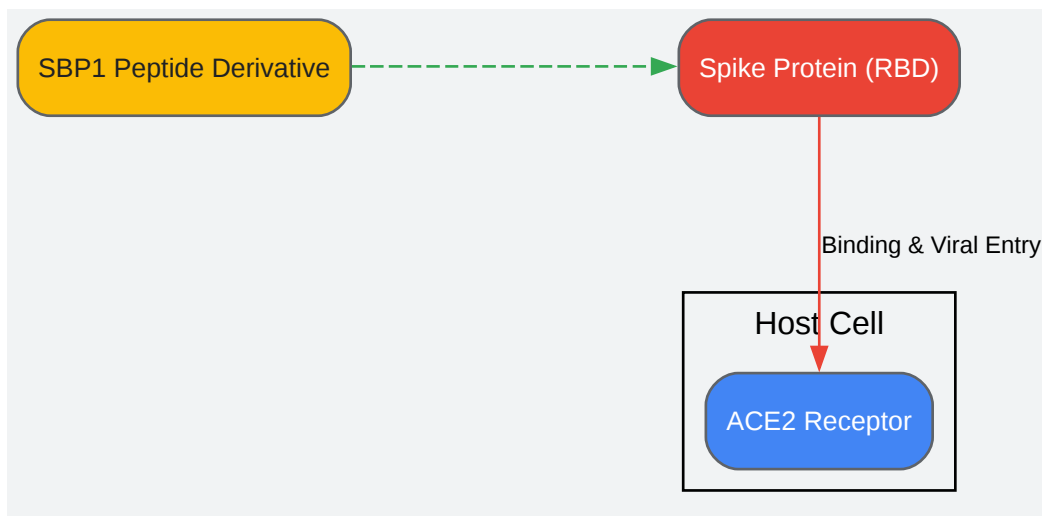 SBP1 Peptide Derivative
Spike Protein (RBD)
Binding & Viral Entry
Host Cell
ACE2 Receptor